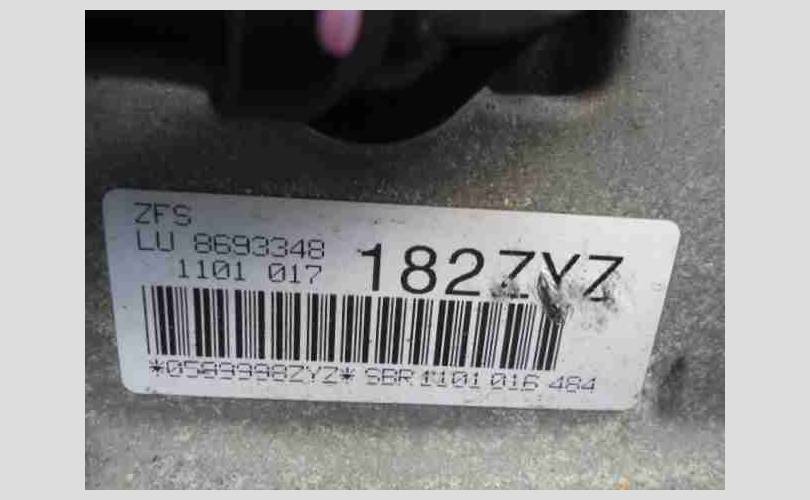 ZFS
LU 8693348
1101 017
182ZYZ
*0589998ZYZ* SBR 1101 016 484